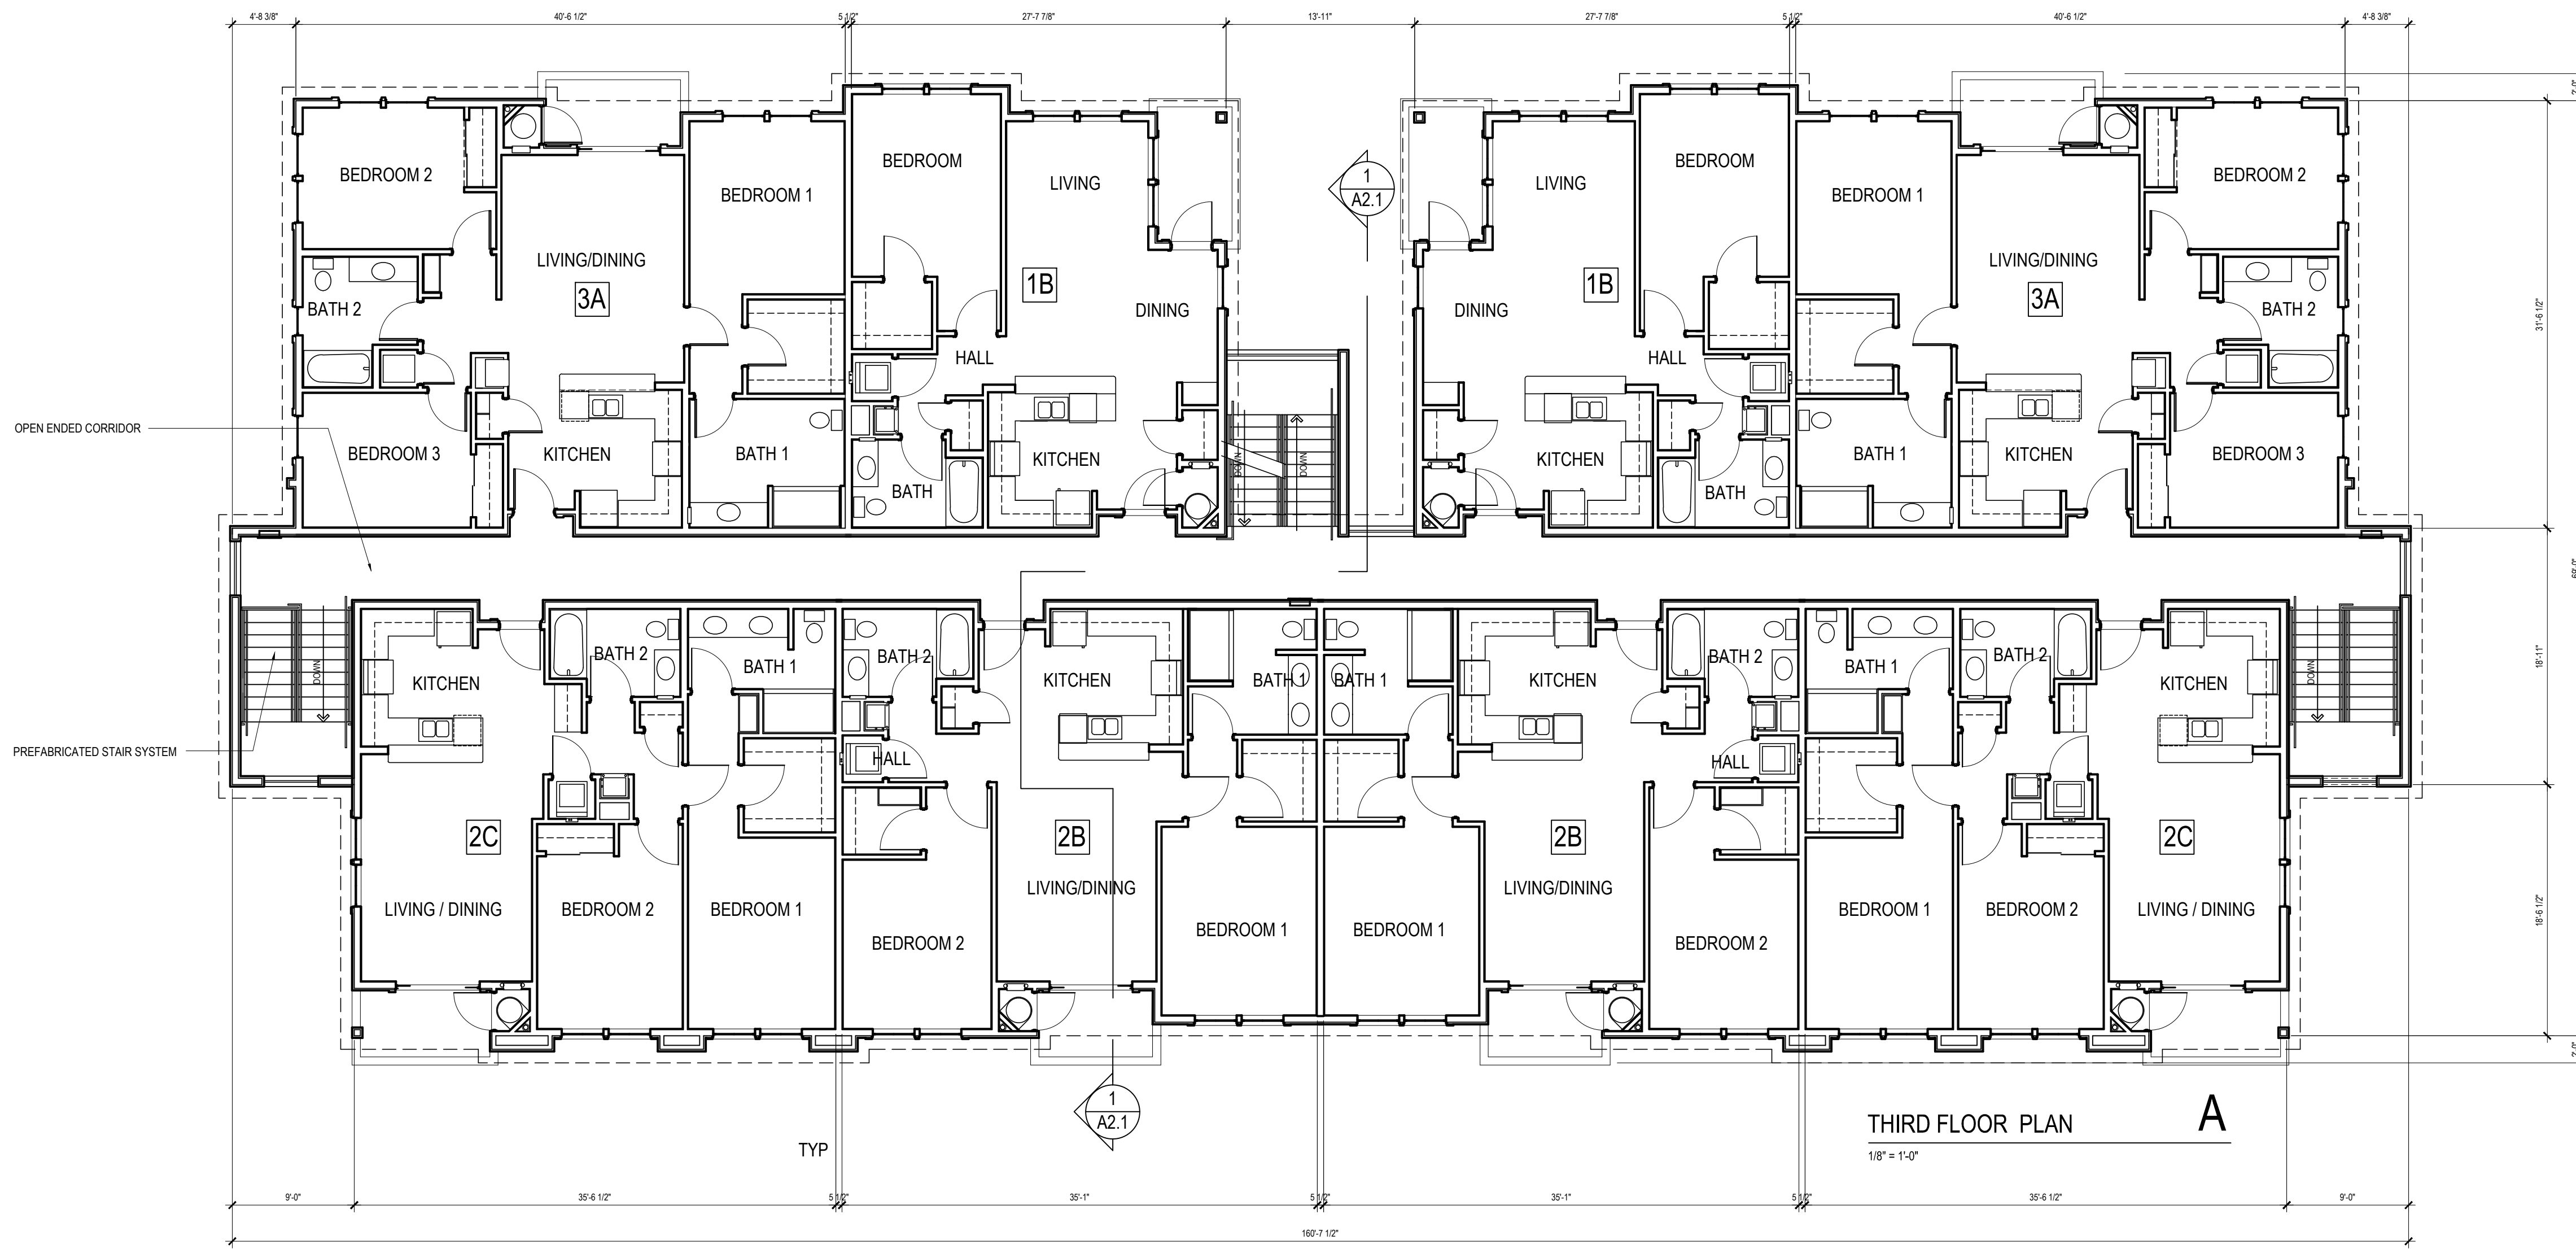 4'-8 3/8"
40'-6 1/2"
5 1/2"
27'-7 7/8"
13'-11"
27'-7 7/8"
5 1/2"
40'-6 1/2"
4'-8 3/8"
2'-0"
BEDROOM 2
BEDROOM 1
BEDROOM
LIVING
1
A2.1
LIVING
BEDROOM
BEDROOM 1
BEDROOM 2
LIVING/DINING
3A
1B
1B
LIVING/DINING
3A
BATH 2
DINING
DINING
BATH 2
31'-6 1/2"
HALL
HALL
OPEN ENDED CORRIDOR
BEDROOM 3
KITCHEN
BATH 1
KITCHEN
BATH
DOWN
DOWN
KITCHEN
BATH
BATH 1
KITCHEN
BEDROOM 3
69'-0"
KITCHEN
BATH 2
BATH 1
BATH 2
KITCHEN
BATH 1
BATH 1
KITCHEN
BATH 2
BATH 1
BATH 2
KITCHEN
DOWN
DOWN
18'-11"
PREFABRICATED STAIR SYSTEM
HALL
HALL
2C
2B
2B
2C
LIVING / DINING
BEDROOM 2
BEDROOM 1
BEDROOM 2
LIVING/DINING
BEDROOM 1
BEDROOM 1
LIVING/DINING
BEDROOM 2
BEDROOM 1
BEDROOM 2
LIVING / DINING
18'-6 1/2"
2'-0"
1
A2.1
TYP
THIRD FLOOR PLAN
A
1/8" = 1'-0"
9'-0"
35'-6 1/2"
5 1/2"
35'-1"
5 1/2"
35'-1"
5 1/2"
35'-6 1/2"
9'-0"
160'-7 1/2"